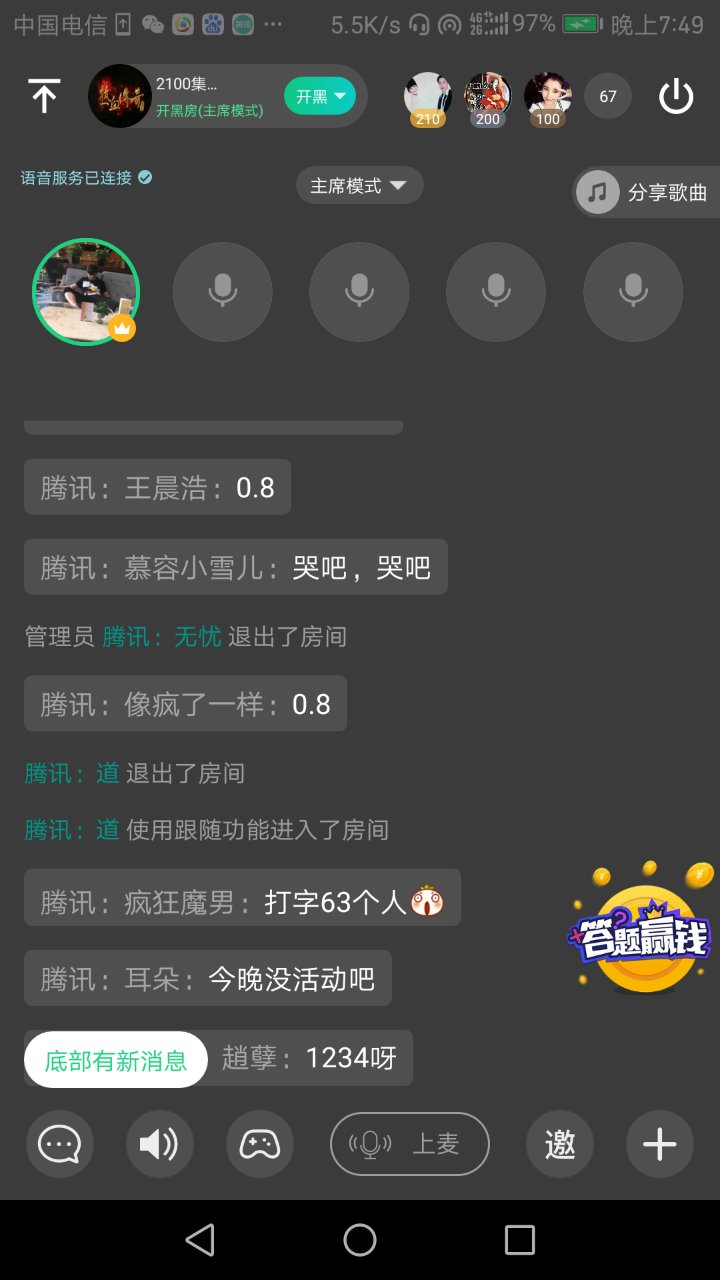 中国电信 ··· 5.5K/s 4G 2G 97% 晚上7:49
2100集...
开黑房(主席模式)
开黑
210
200
100
67
语音服务已连接
主席模式
分享歌曲
腾讯：王晨浩：0.8
腾讯：慕容小雪儿：哭吧，哭吧
管理员 腾讯：无忧 退出了房间
腾讯：像疯了一样：0.8
腾讯：道 退出了房间
腾讯：道 使用跟随功能进入了房间
腾讯：疯狂魔男：打字63个人
答题赢钱
腾讯：耳朵：今晚没活动吧
底部有新消息
趙孽：1234呀
上麦
邀